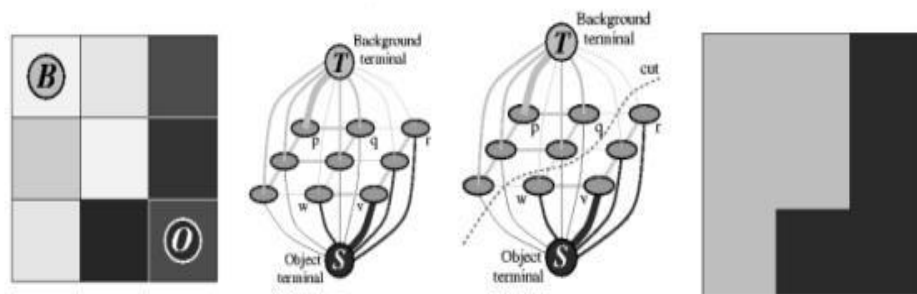 B
O
T
Background
terminal
p
q
r
w
v
Object
terminal
S
T
Background
terminal
cut
p
q
r
w
v
Object
terminal
S